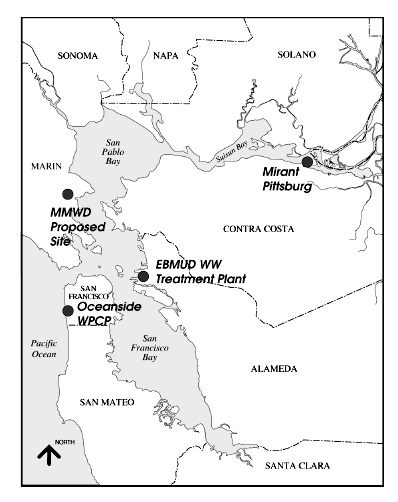 SONOMA
NAPA
SOLANO
San
Pablo
Bay
Suisun Bay
Mirant
Pittsburg
MARIN
MMWD
Proposed
Site
CONTRA COSTA
EBMUD WW
Treatment Plant
SAN
FRANCISCO
Oceanside
WPCP
Pacific
Ocean
San
Francisco
Bay
ALAMEDA
SAN MATEO
NORTH
SANTA CLARA